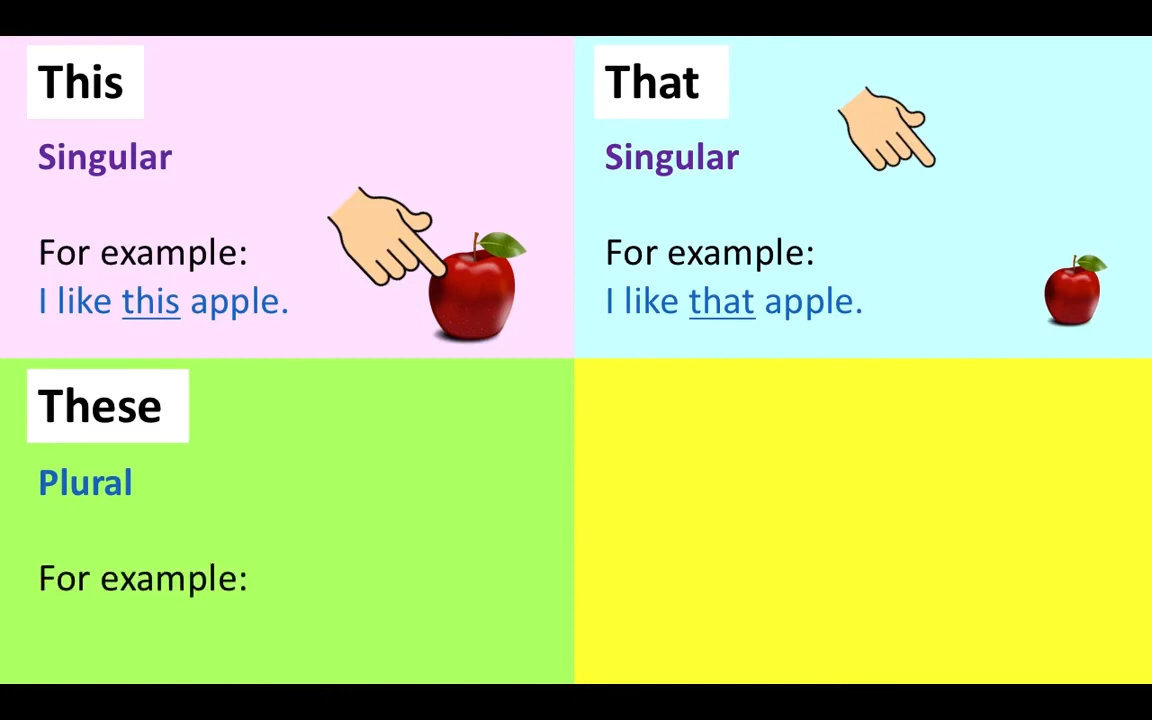 This
Singular
For example:
I like this apple.
That
Singular
For example:
I like that apple.
These
Plural
For example: